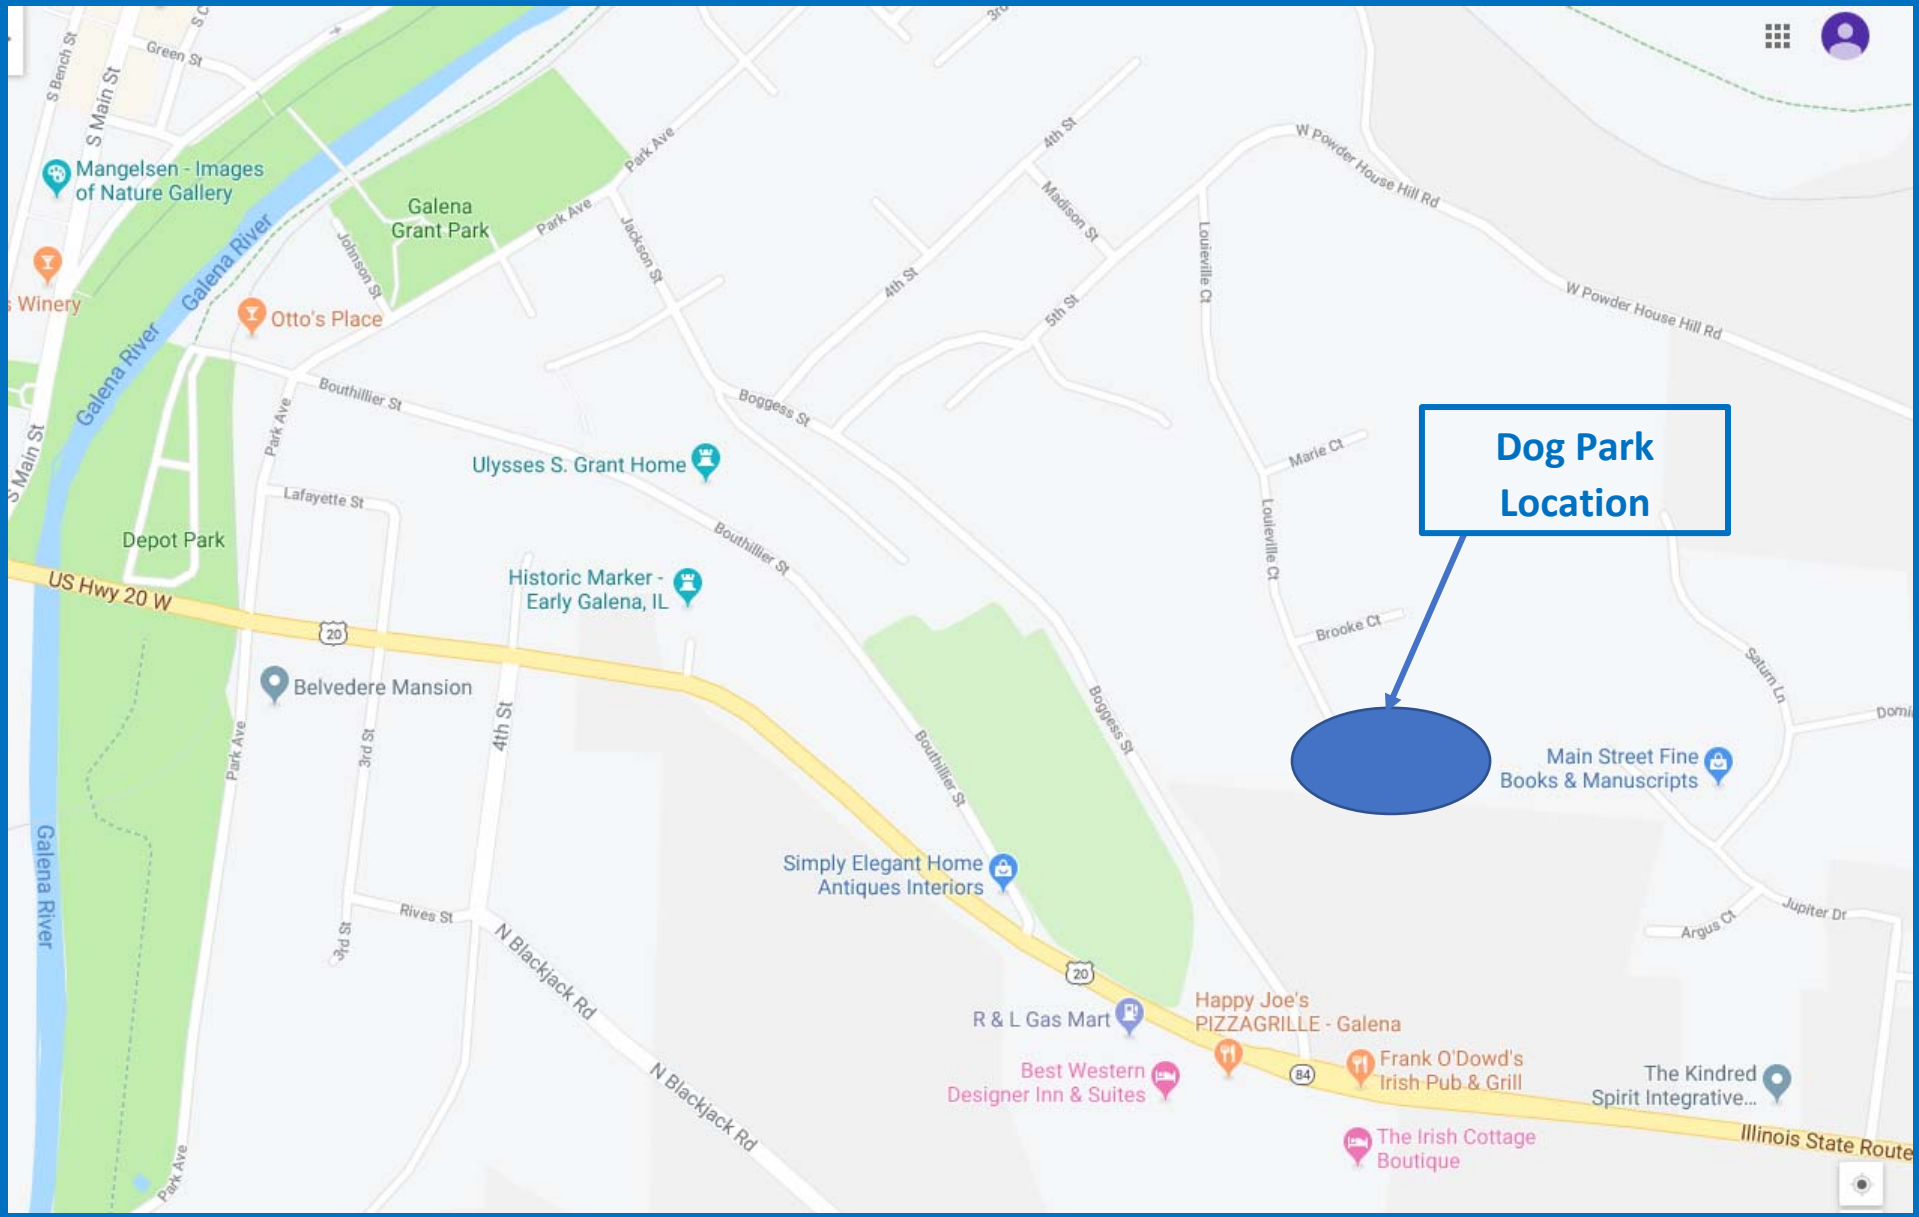 S Bench St
S Main St
Green St
3rd
Mangelsen - Images
of Nature Gallery
Winery
Galena River
Galena River
Otto's Place
Johnson St
Galena
Grant Park
Park Ave
Park Ave
Jackson St
4th St
Madison St
4th St
5th St
W Powder House Hill Rd
W Powder House Hill Rd
Louieville Ct
Bouthillier St
Boggess St
Park Ave
S Main St
Marie Ct
Dog Park
Location
Ulysses S. Grant Home
Lafayette St
Louieville Ct
Bouthillier St
Depot Park
US Hwy 20 W
Historic Marker -
Early Galena, IL
20
Brooke Ct
Saturn Ln
Belvedere Mansion
4th St
3rd St
Park Ave
Boggess St
Bouthillier St
Main Street Fine
Books & Manuscripts
Galena River
Simply Elegant Home
Antiques Interiors
Rives St
3rd St
N Blackjack Rd
Argus Ct
Jupiter Dr
20
R & L Gas Mart
Happy Joe's
PIZZAGRILLE - Galena
Best Western
Designer Inn & Suites
84
Frank O'Dowd's
Irish Pub & Grill
The Kindred
Spirit Integrative...
N Blackjack Rd
The Irish Cottage
Boutique
Illinois State Route
Park Ave